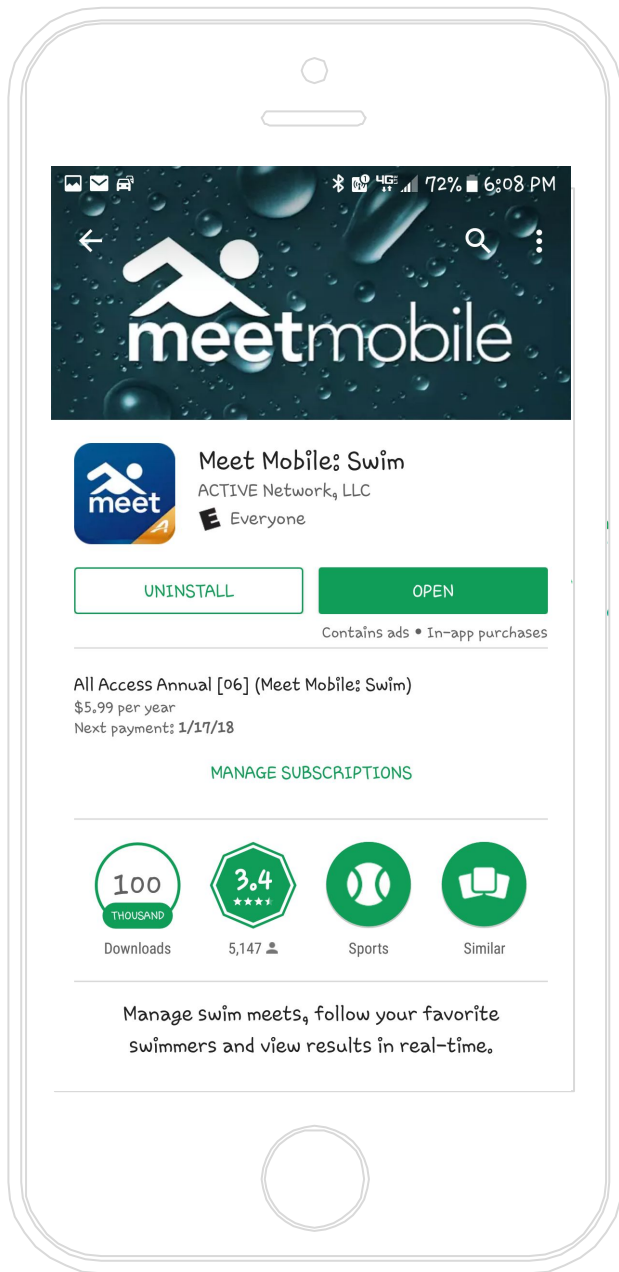 4G
72% 6:08 PM
meetmobile
meet
Meet Mobile: Swim
ACTIVE Network, LLC
E Everyone
UNINSTALL
OPEN
Contains ads • In-app purchases
All Access Annual [06] (Meet Mobile: Swim)
$5.99 per year
Next payment: 1/17/18
MANAGE SUBSCRIPTIONS
100
THOUSAND
Downloads
3.4
5,147
Sports
Similar
Manage swim meets, follow your favorite
swimmers and view results in real-time.